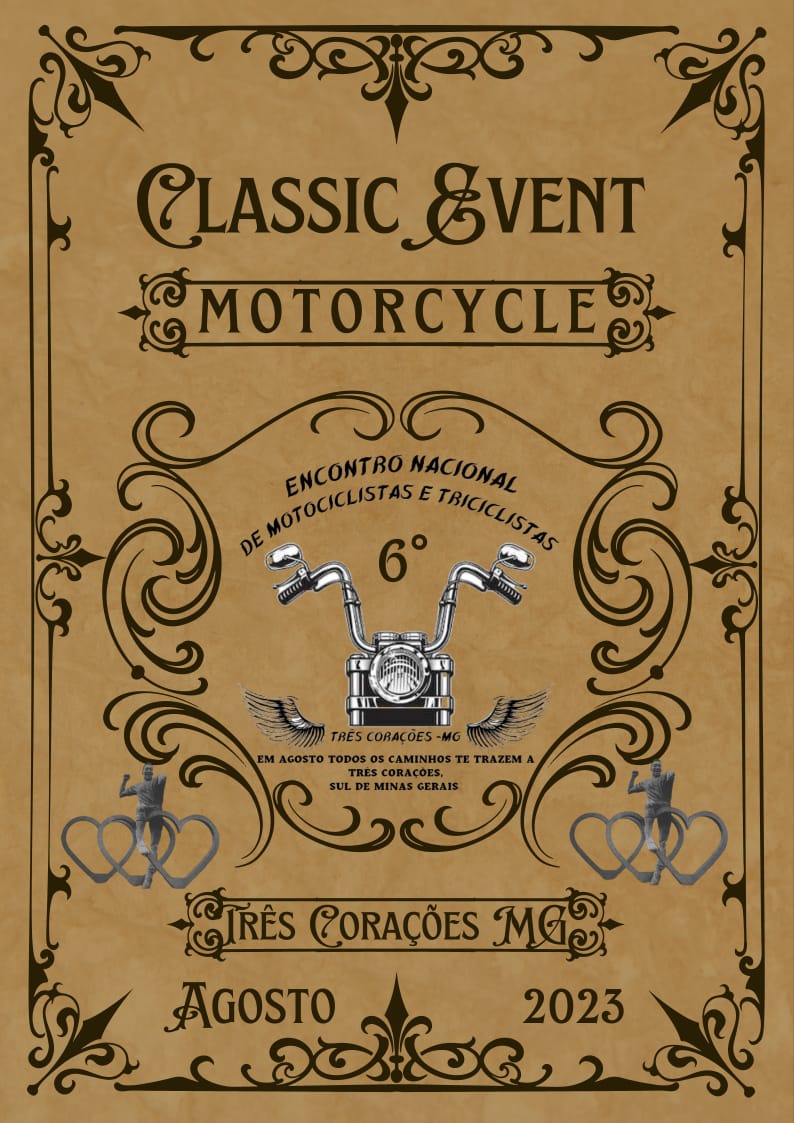 Classic Event
MOTORCYCLE
ENCONTRO NACIONAL
DE MOTOCICLISTAS E TRICICLISTAS
6°
TRÊS CORAÇÕES -MG
EM AGOSTO TODOS OS CAMINHOS TE TRAZEM A
TRÊS CORAÇÕES,
SUL DE MINAS GERAIS
Três Corações MG
Agosto 2023